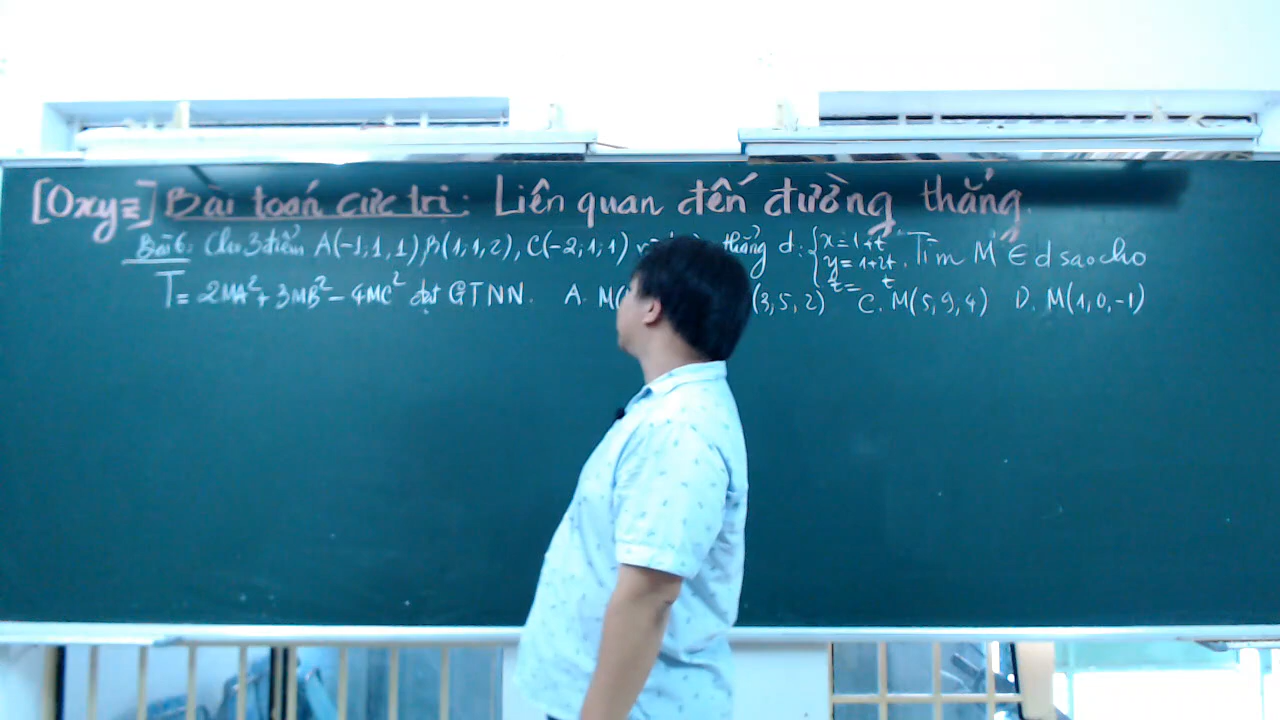 [Oxyz] Bài toán cực trị: Liên quan đến đường thẳng.
Bài 6: Cho 3 điểm A(-1,1,1) B(1,1,2), C(-2,1,1) thẳng d: { x=1+t . Tìm M ∈ d sao cho
y=1+2t
z= t
T = 2MA²+3MB²-4MC² đạt GTNN. A. M( (3,5,2) C. M(5,9,4) D. M(1,0,-1)